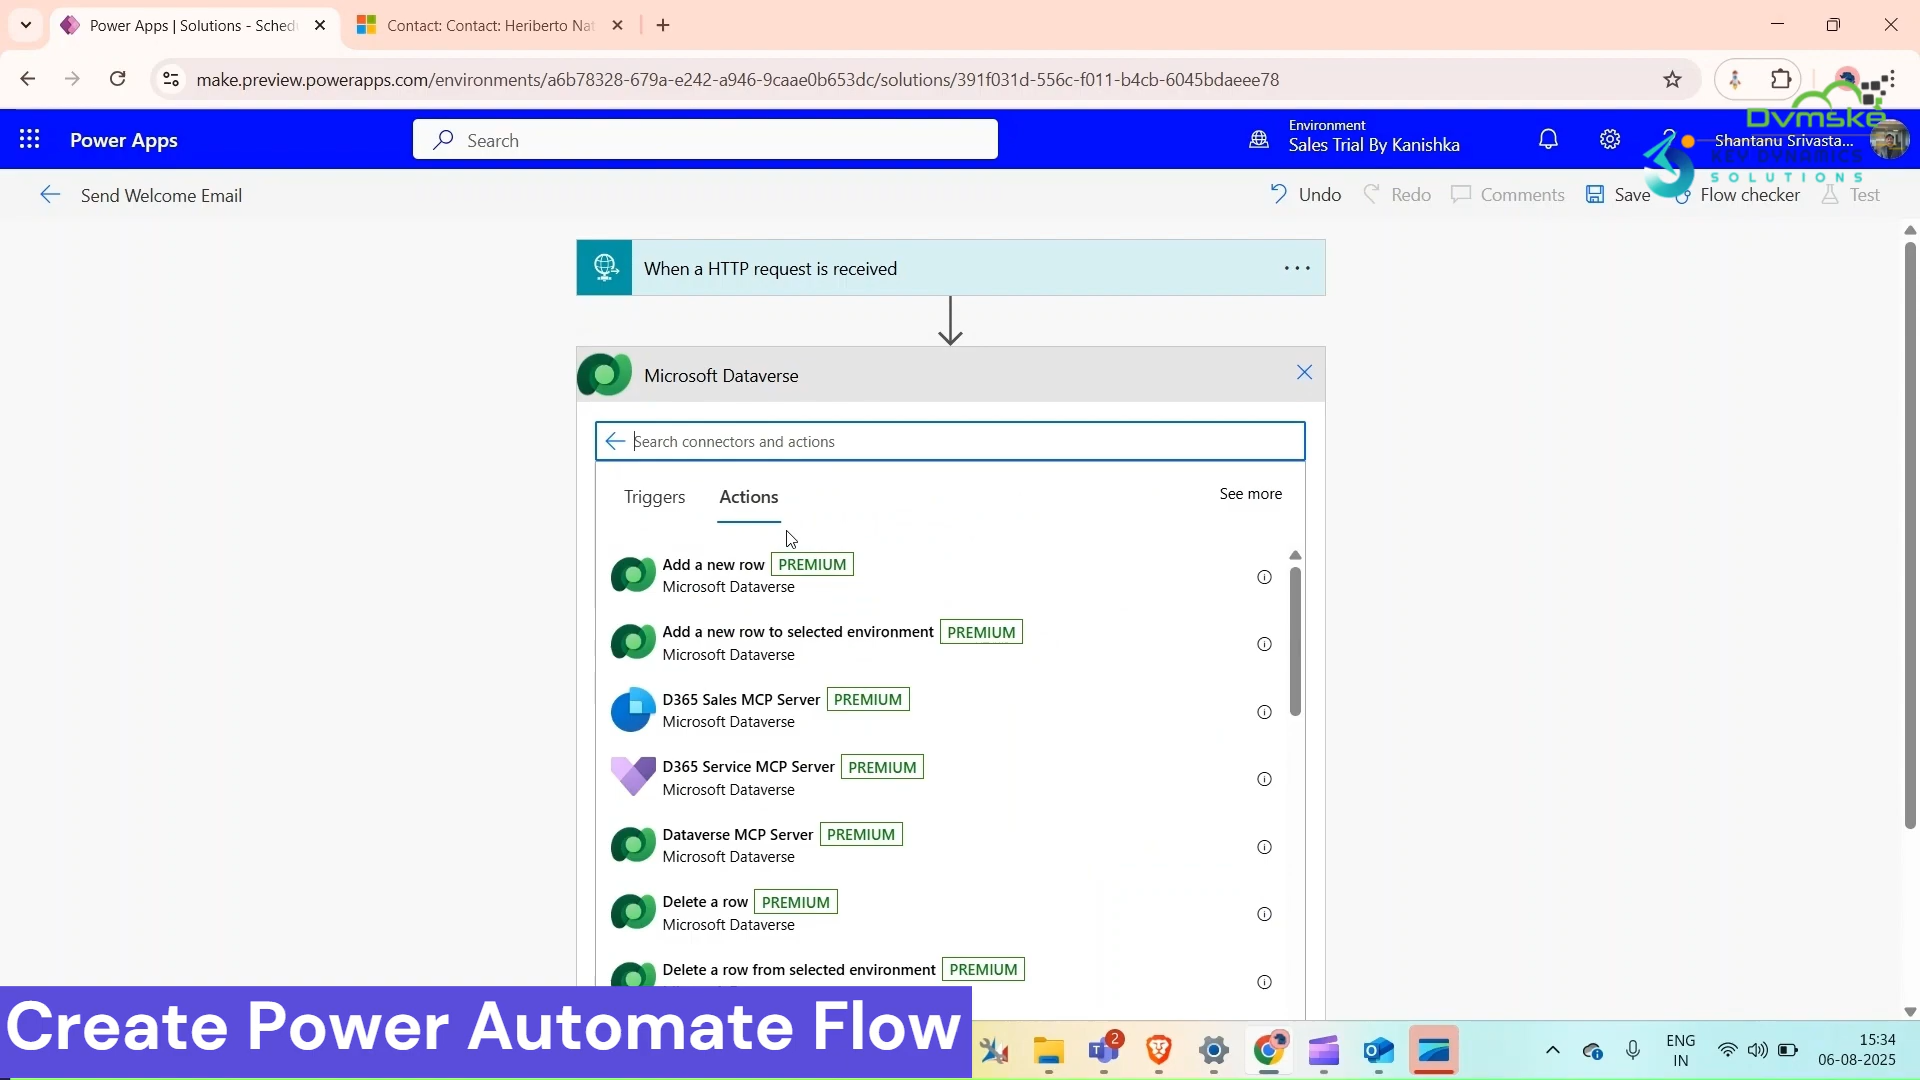 Power Apps | Solutions - Sched
Contact: Contact: Heriberto Nat
make.preview.powerapps.com/environments/a6b78328-679a-e242-a946-9caae0b653dc/solutions/391f031d-556c-f011-b4cb-6045bdaeee78
Dvmske
Power Apps
Search
Environment
Sales Trial By Kanishka
Shantanu Srivasta...
KEY DYNAMICS
SOLUTIONS
Send Welcome Email
Undo
Redo
Comments
Save
Flow checker
Test
When a HTTP request is received
Microsoft Dataverse
Search connectors and actions
Triggers
Actions
See more
Add a new row PREMIUM
Microsoft Dataverse
Add a new row to selected environment PREMIUM
Microsoft Dataverse
D365 Sales MCP Server PREMIUM
Microsoft Dataverse
D365 Service MCP Server PREMIUM
Microsoft Dataverse
Dataverse MCP Server PREMIUM
Microsoft Dataverse
Delete a row PREMIUM
Microsoft Dataverse
Delete a row from selected environment PREMIUM
Create Power Automate Flow
2
ENG
IN
15:34
06-08-2025